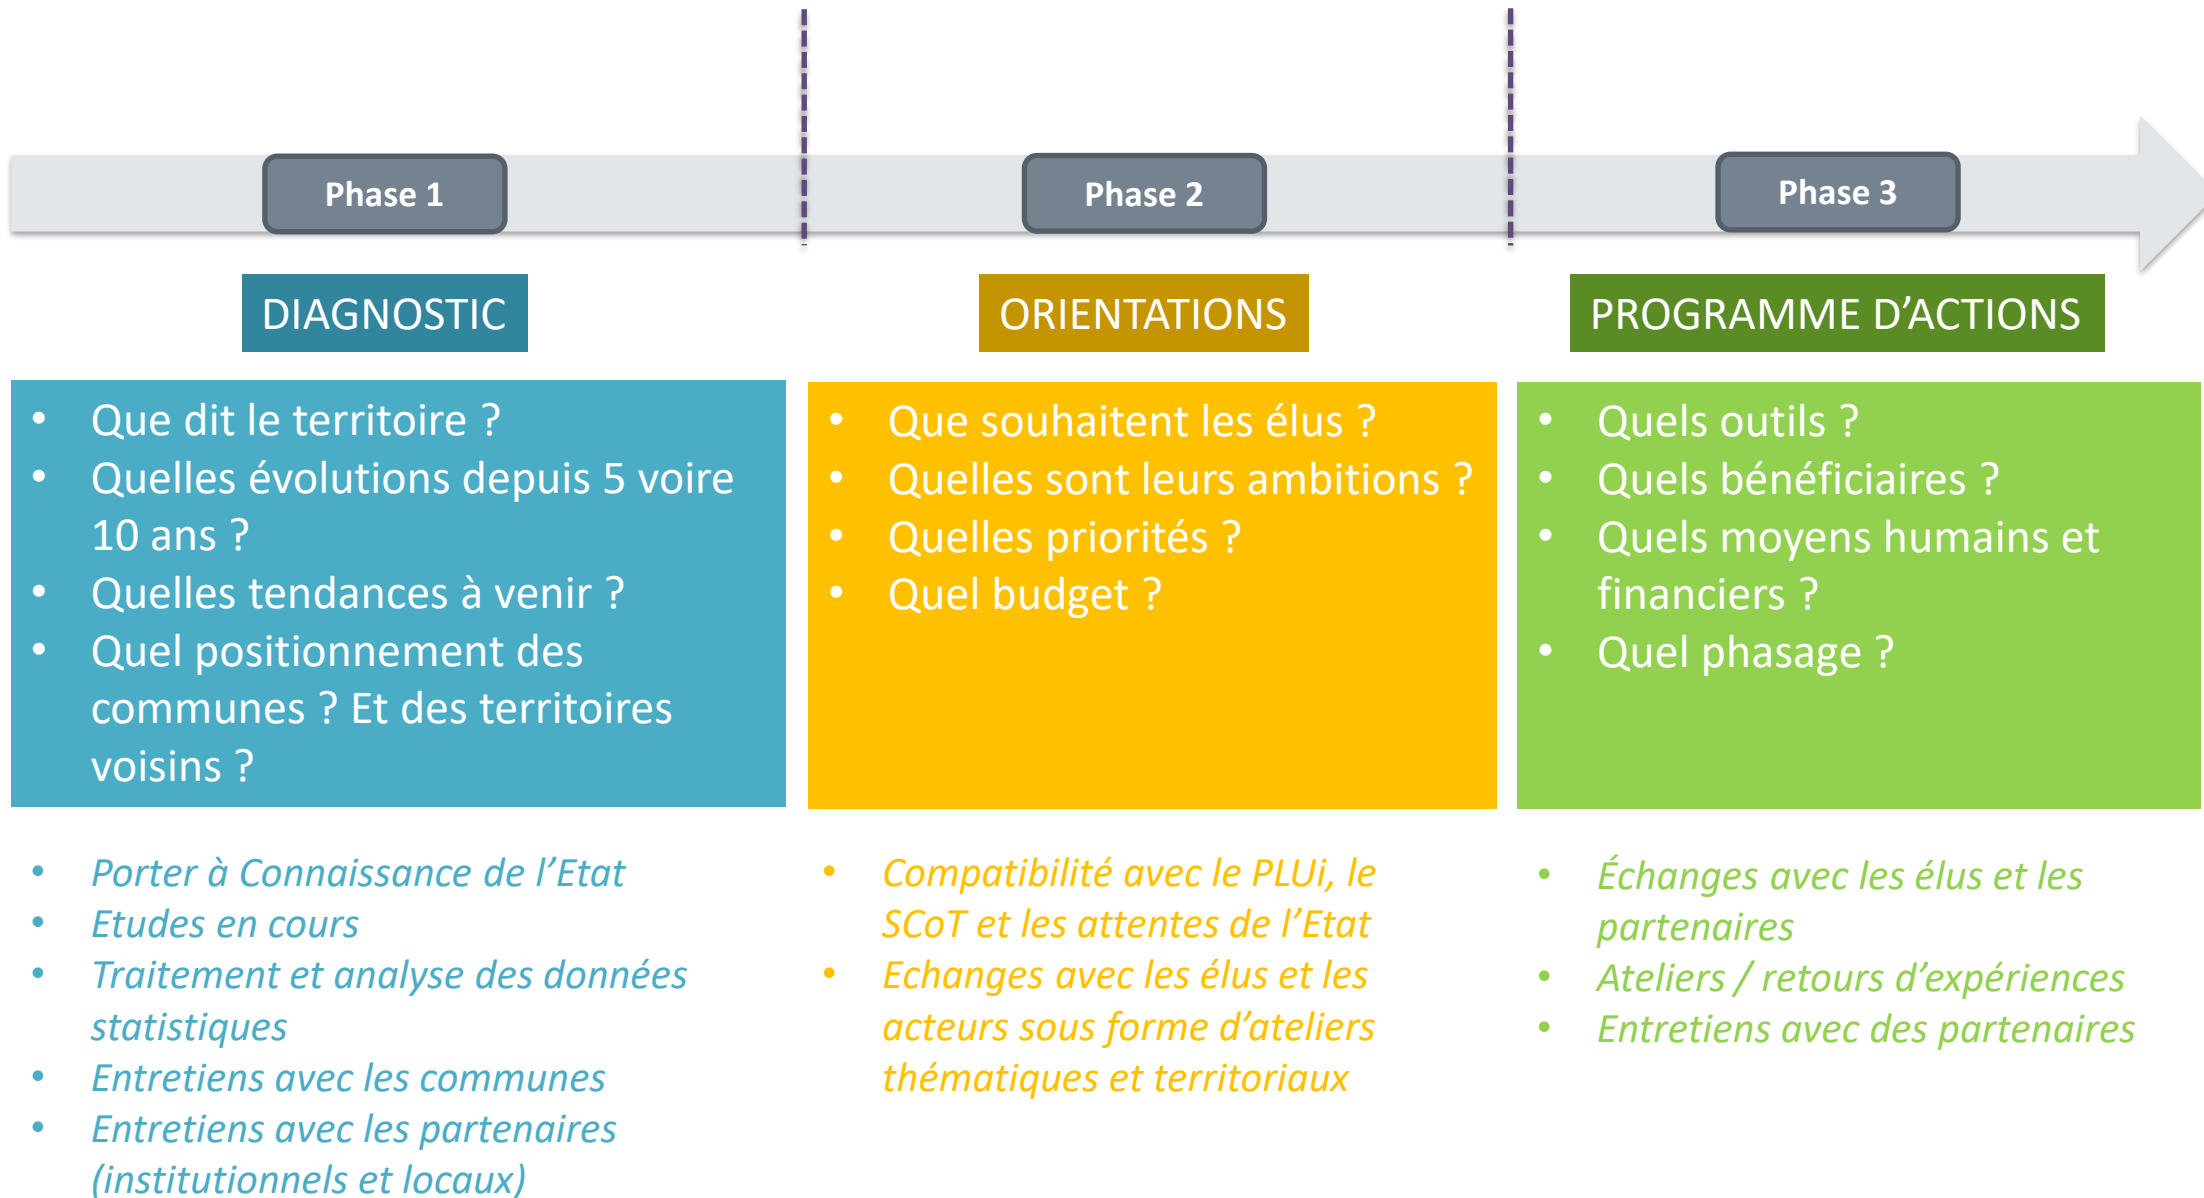 Phase 1
Phase 2
Phase 3
DIAGNOSTIC
ORIENTATIONS
PROGRAMME D’ACTIONS
• Que dit le territoire ?
• Quelles évolutions depuis 5 voire
10 ans ?
• Quelles tendances à venir ?
• Quel positionnement des
communes ? Et des territoires
voisins ?
• Que souhaitent les élus ?
• Quelles sont leurs ambitions ?
• Quelles priorités ?
• Quel budget ?
• Quels outils ?
• Quels bénéficiaires ?
• Quels moyens humains et
financiers ?
• Quel phasage ?
• Porter à Connaissance de l’Etat
• Etudes en cours
• Traitement et analyse des données
statistiques
• Entretiens avec les communes
• Entretiens avec les partenaires
(institutionnels et locaux)
• Compatibilité avec le PLUi, le
SCoT et les attentes de l’Etat
• Echanges avec les élus et les
acteurs sous forme d’ateliers
thématiques et territoriaux
• Échanges avec les élus et les
partenaires
• Ateliers / retours d’expériences
• Entretiens avec des partenaires